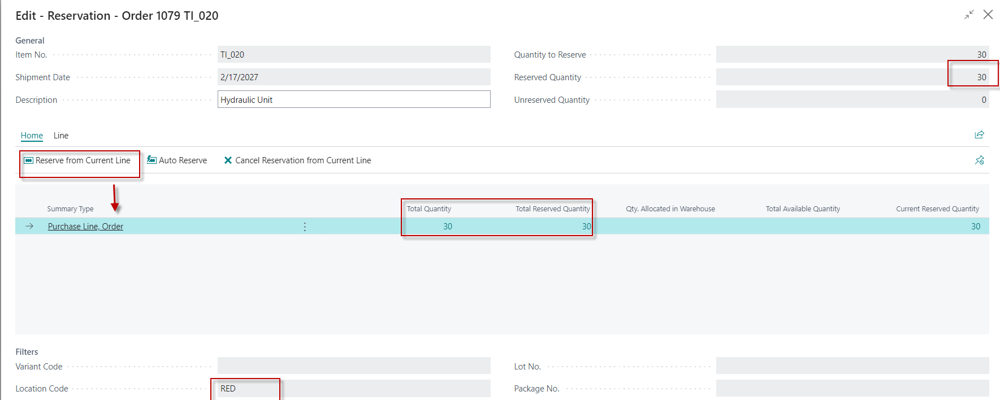 Edit - Reservation - Order 1079 TI_020
General
Item No. TI_020 Quantity to Reserve 30
Shipment Date 2/17/2027 Reserved Quantity 30
Description Hydraulic Unit Unreserved Quantity 0
Home Line
Reserve from Current Line Auto Reserve Cancel Reservation from Current Line
Summary Type Total Quantity Total Reserved Quantity Qty. Allocated in Warehouse Total Available Quantity Current Reserved Quantity
Purchase Line, Order 30 30 30
Filters
Variant Code Lot No.
Location Code RED Package No.